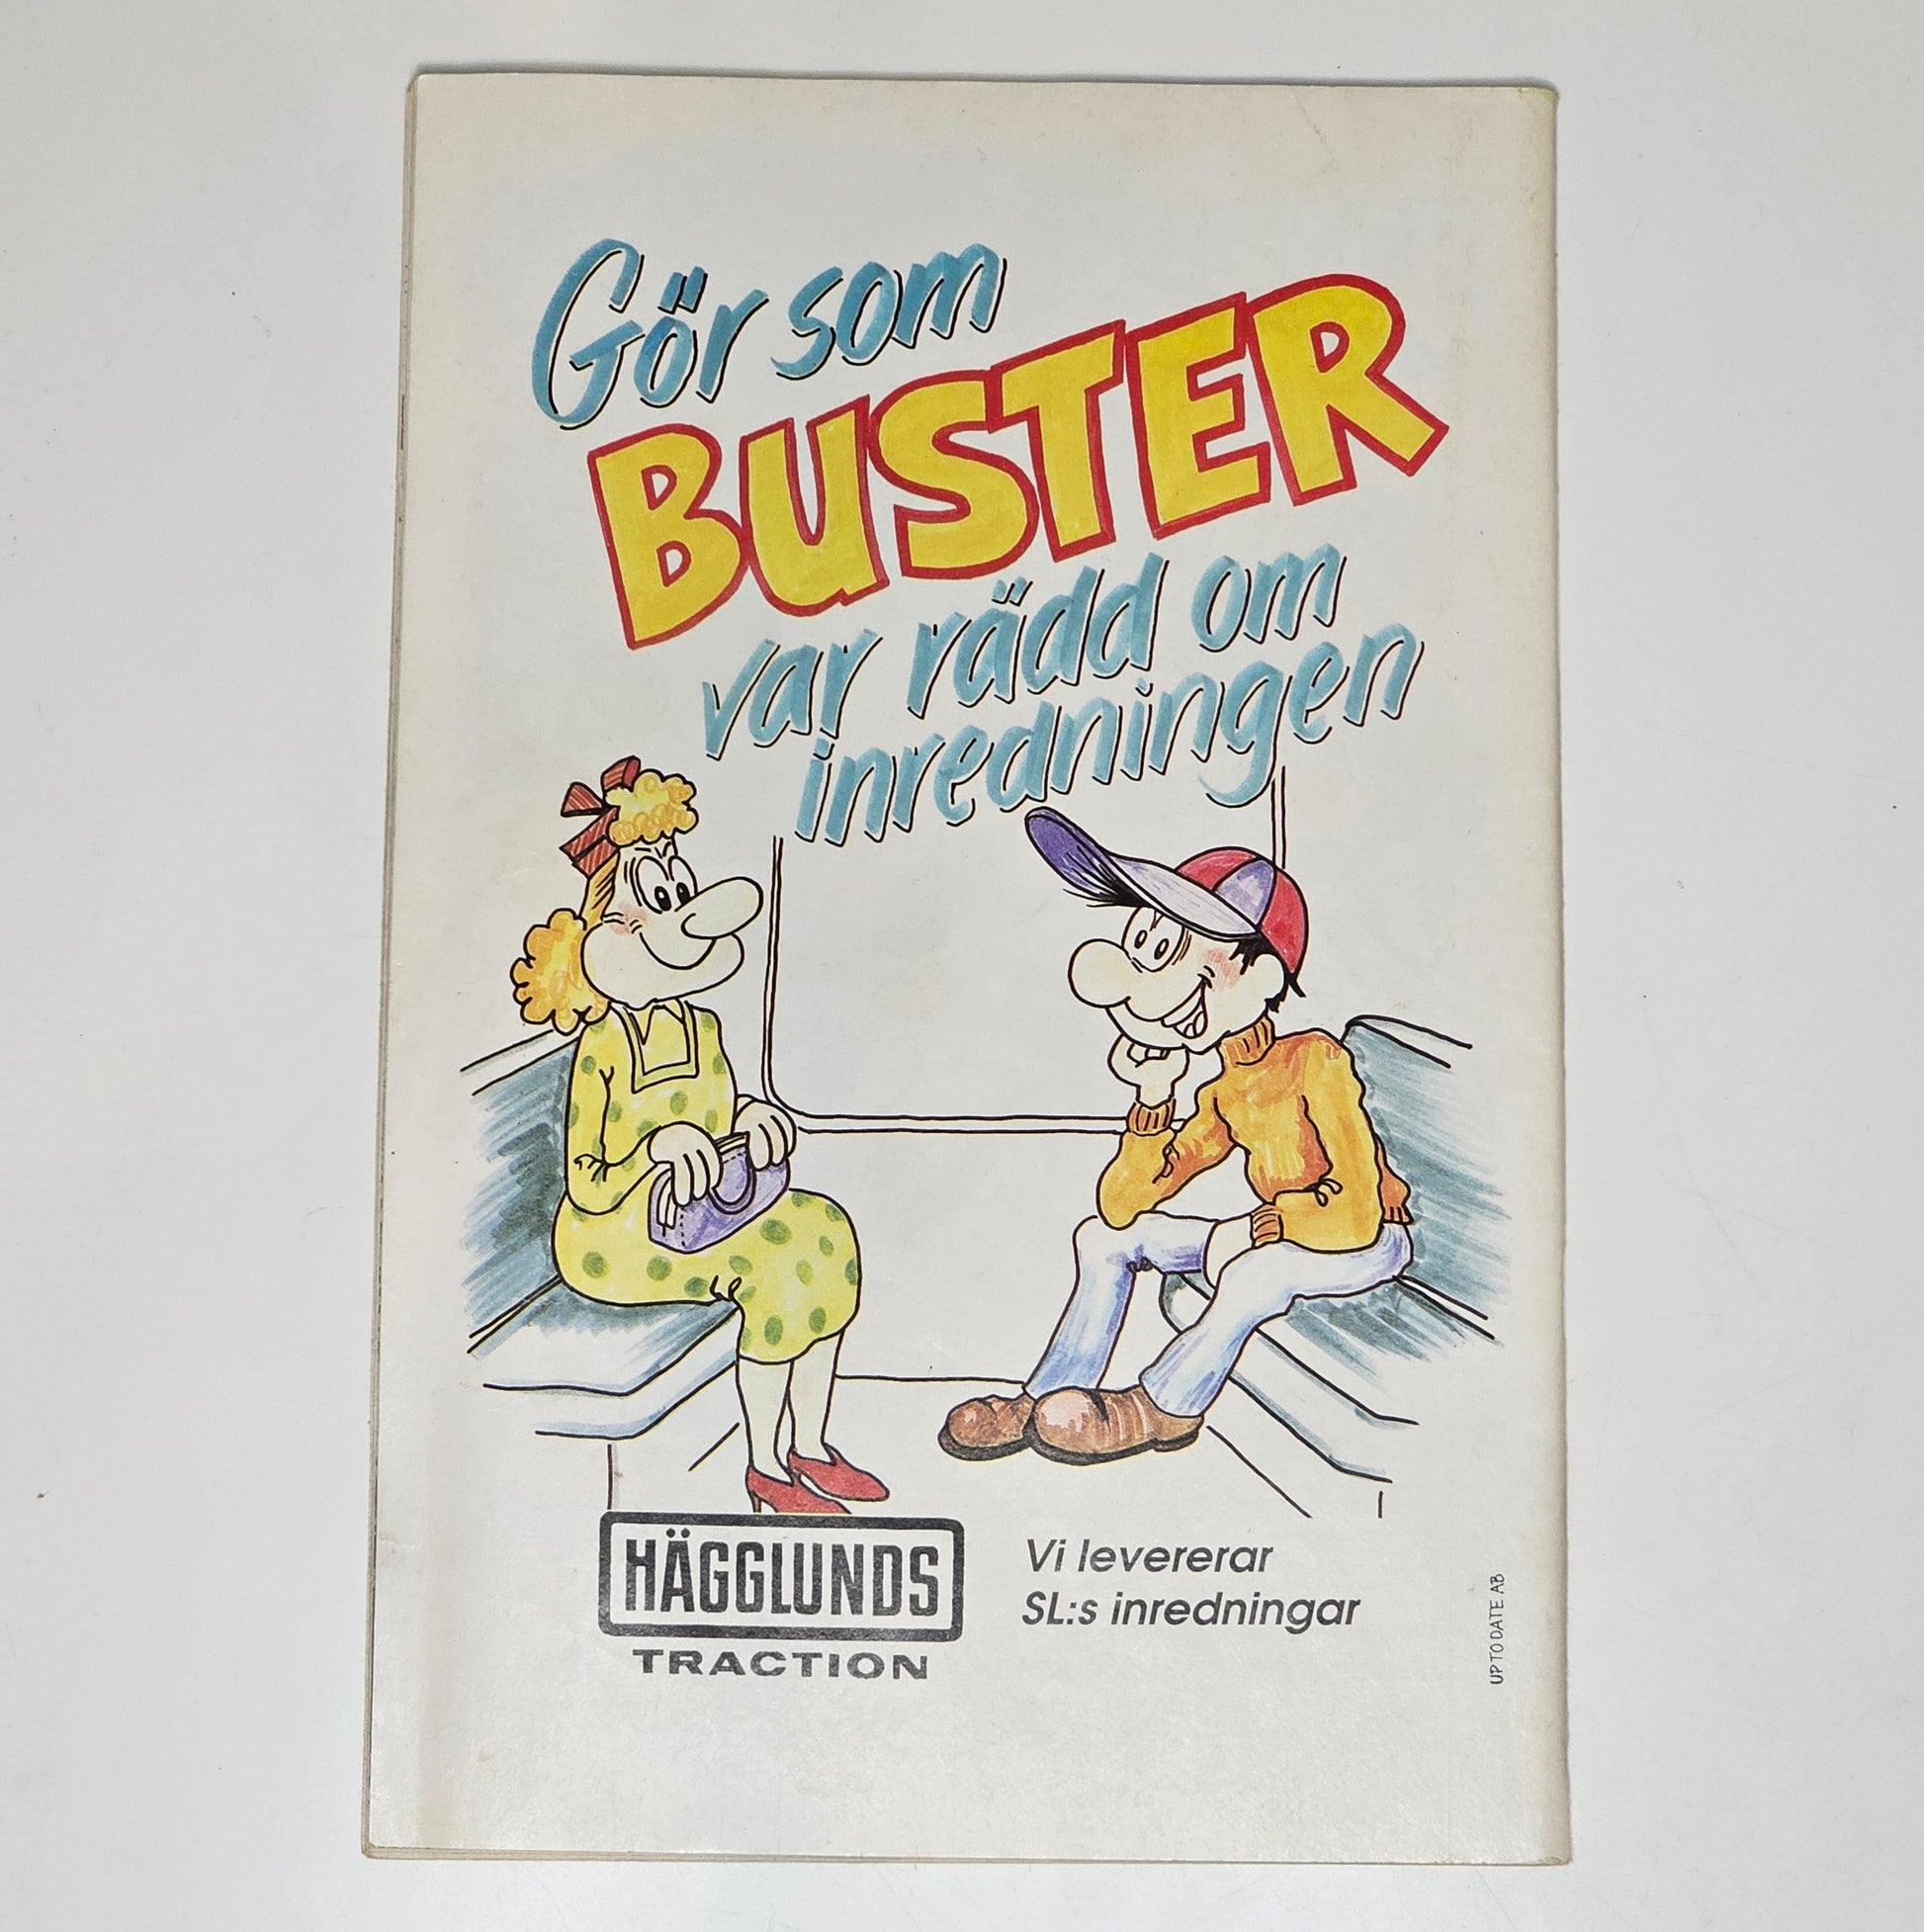 Gör som
BUSTER
var rädd om
inredningen
HÄGGLUNDS
TRACTION
Vi levererar
SL:s inredningar
UP TO DATE AB